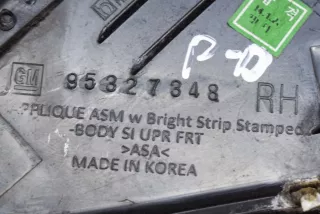 P-10
GM 95327348 RH
PPLIQUE ASM w Bright Strip Stamped
-BODY SI UPR FRT
>ASA<
MADE IN KOREA